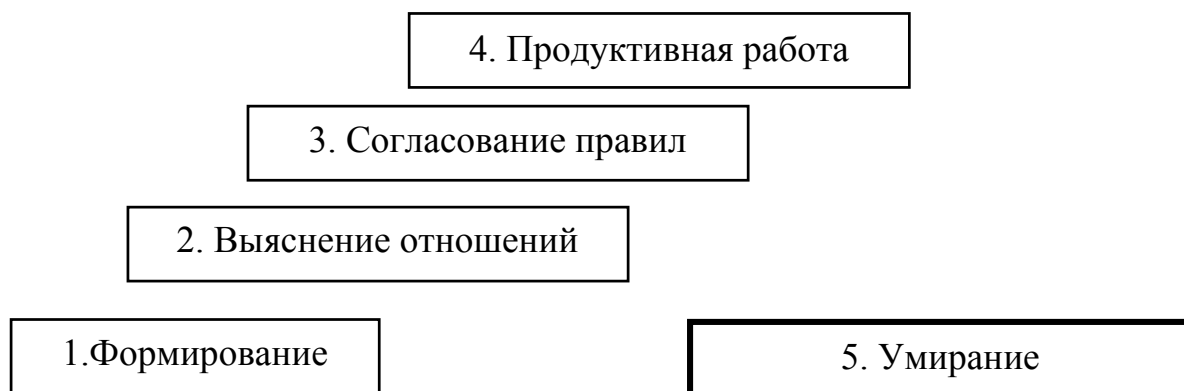 4. Продуктивная работа
3. Согласование правил
2. Выяснение отношений
1.Формирование
5. Умирание